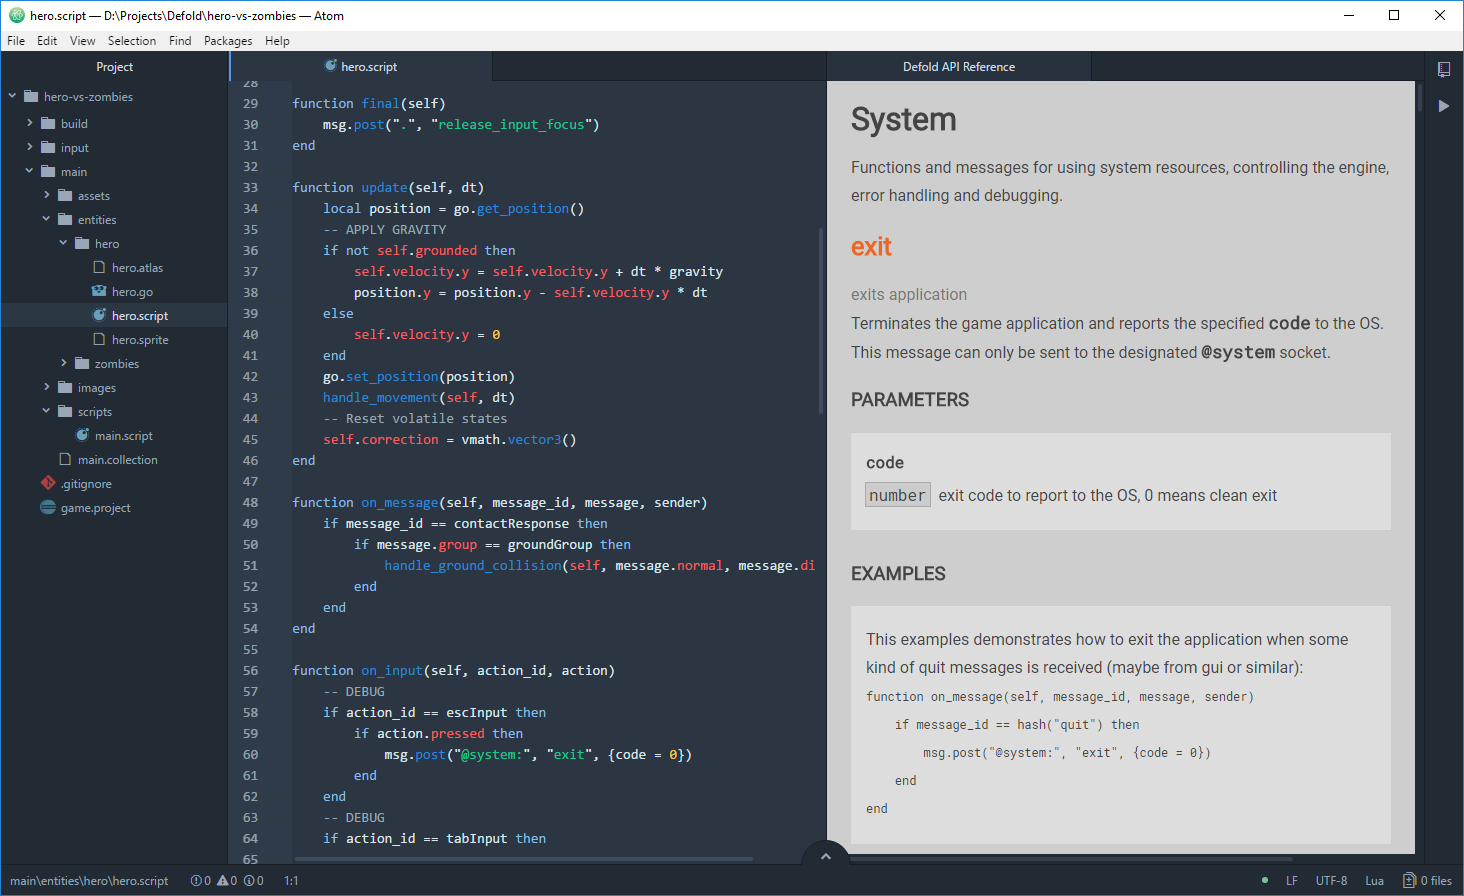 hero.script — D:\Projects\Defold\hero-vs-zombies — Atom
File Edit View Selection Find Packages Help
Project
hero-vs-zombies
build
input
main
assets
entities
hero
hero.atlas
hero.go
hero.script
hero.sprite
zombies
images
scripts
main.script
main.collection
.gitignore
game.project
hero.script
28
29 function final(self)
30     msg.post(".", "release_input_focus")
31 end
32
33 function update(self, dt)
34     local position = go.get_position()
35     -- APPLY GRAVITY
36     if not self.grounded then
37         self.velocity.y = self.velocity.y + dt * gravity
38         position.y = position.y - self.velocity.y * dt
39     else
40         self.velocity.y = 0
41     end
42     go.set_position(position)
43     handle_movement(self, dt)
44     -- Reset volatile states
45     self.correction = vmath.vector3()
46 end
47
48 function on_message(self, message_id, message, sender)
49     if message_id == contactResponse then
50         if message.group == groundGroup then
51             handle_ground_collision(self, message.normal, message.di
52         end
53     end
54 end
55
56 function on_input(self, action_id, action)
57     -- DEBUG
58     if action_id == escInput then
59         if action.pressed then
60             msg.post("@system:", "exit", {code = 0})
61         end
62     end
63     -- DEBUG
64     if action_id == tabInput then
65
Defold API Reference
System
Functions and messages for using system resources, controlling the engine,
error handling and debugging.
exit
exits application
Terminates the game application and reports the specified code to the OS.
This message can only be sent to the designated @system socket.
PARAMETERS
code
number exit code to report to the OS, 0 means clean exit
EXAMPLES
This examples demonstrates how to exit the application when some
kind of quit messages is received (maybe from gui or similar):
function on_message(self, message_id, message, sender)
    if message_id == hash("quit") then
        msg.post("@system:", "exit", {code = 0})
    end
end
main\entities\hero\hero.script 0 0 0 1:1 LF UTF-8 Lua 0 files